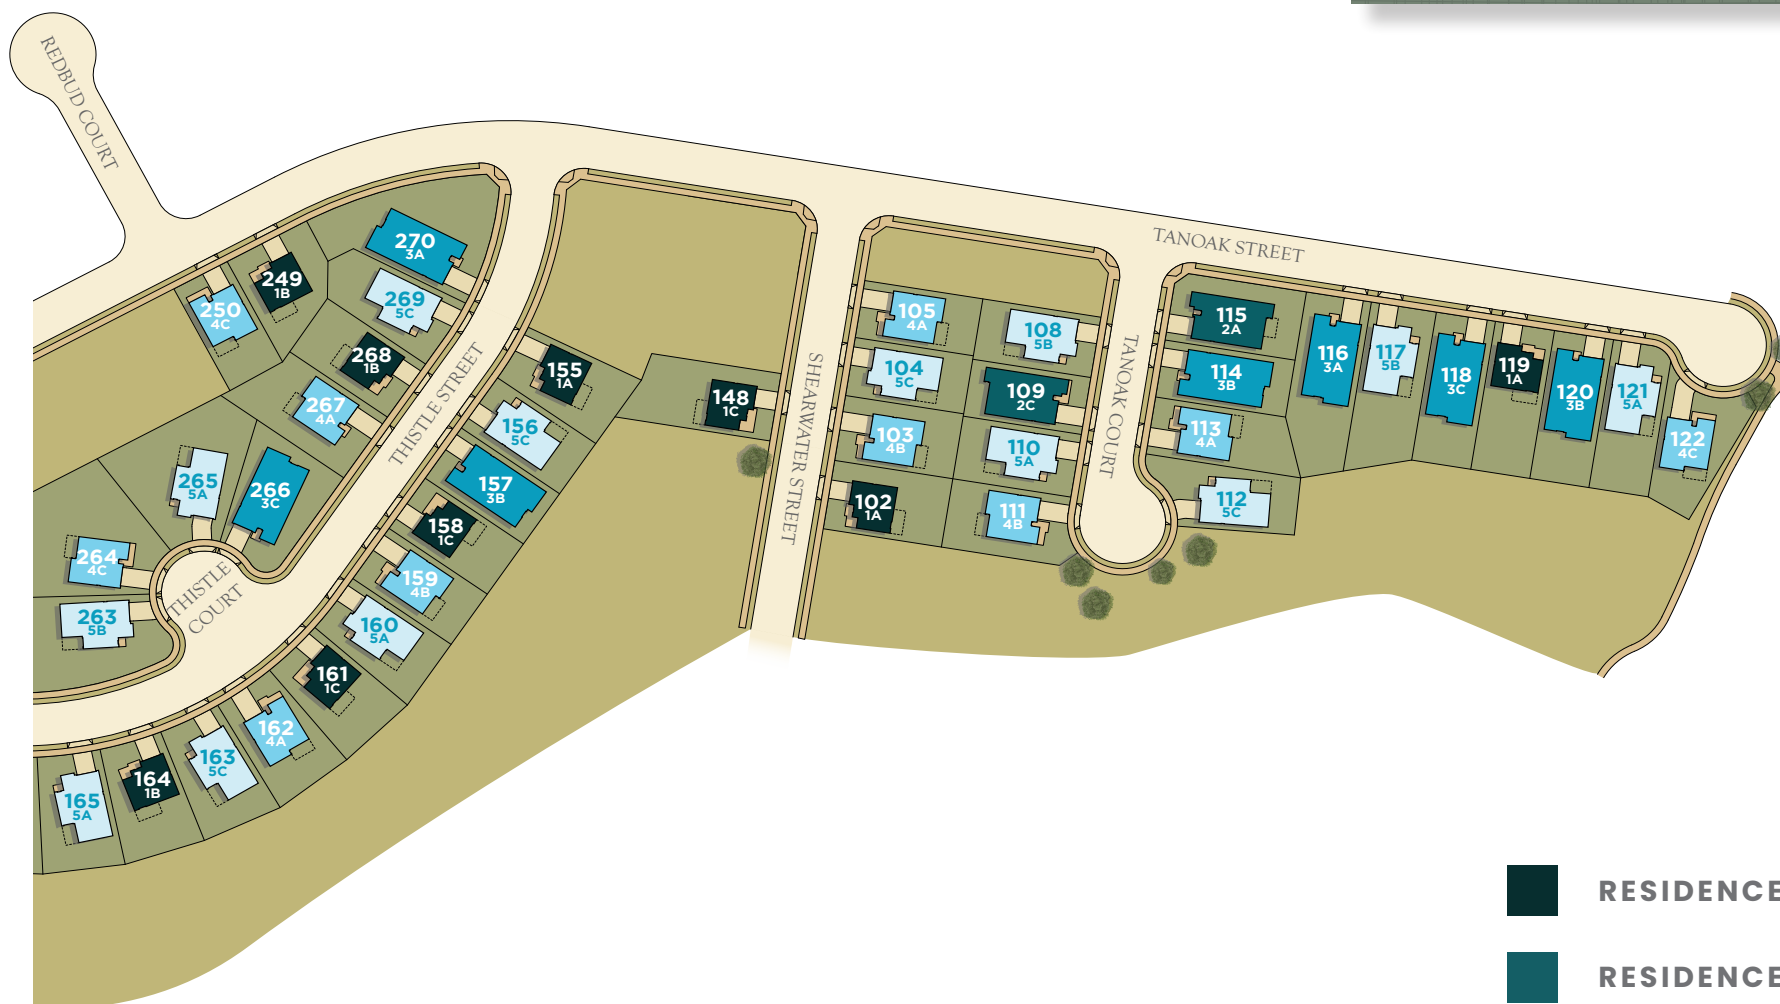 REDBUD COURT
TANOAK STREET
270
3A
249
1B
269
5C
250
4C
268
1B
267
4A
THISTLE STREET
155
1A
148
1C
SHEARWATER STREET
105
4A
108
5B
TANOAK COURT
115
2A
116
3A
117
5B
118
3C
119
1A
120
3B
121
5A
122
4C
104
5C
109
2C
114
3B
156
5C
103
4B
110
5A
113
4A
157
3B
102
1A
111
4B
112
5C
265
5A
266
3C
158
1C
264
4C
159
4B
THISTLE
COURT
263
5B
160
5A
161
1C
162
4A
163
5C
164
1B
165
5A
RESIDENCE
RESIDENCE